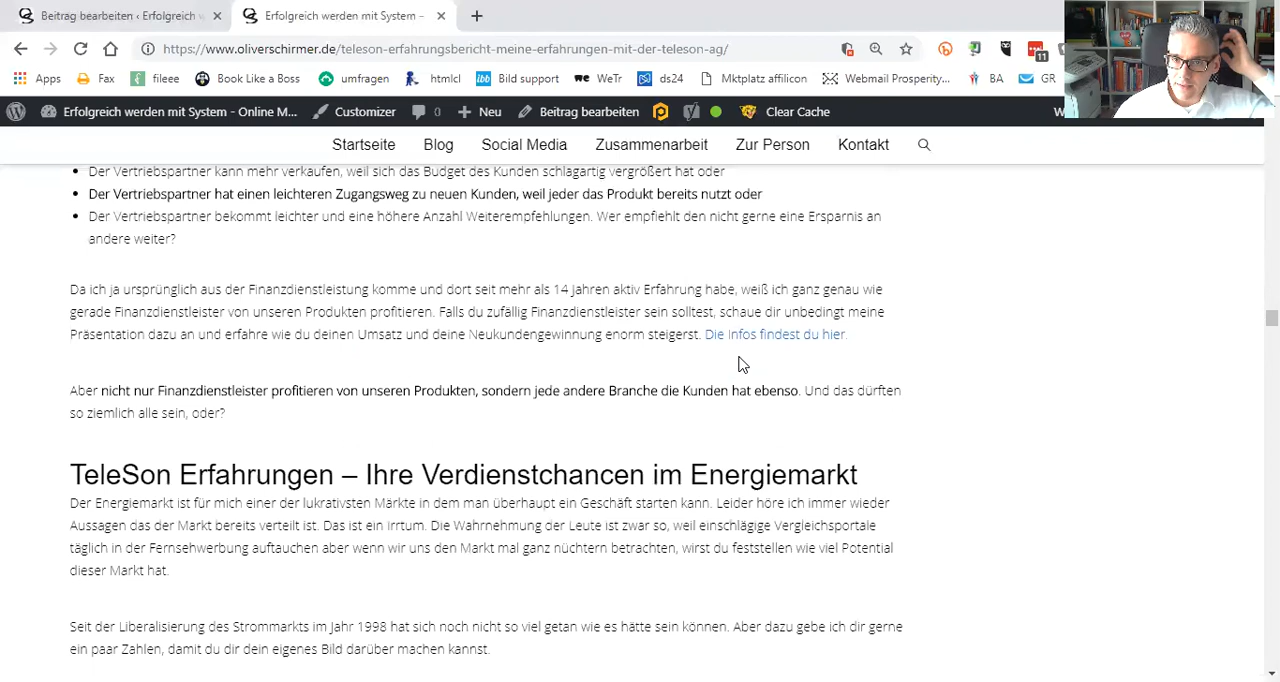 Beitrag bearbeiten ‹ Erfolgreich
Erfolgreich werden mit System –
https://www.oliverschirmer.de/teleson-erfahrungsbericht-meine-erfahrungen-mit-der-teleson-ag/
11
Apps Fax fileee Book Like a Boss umfragen htmlcl Bild support WeTr ds24 Mktplatz affilicon Webmail Prosperity... BA GR
Erfolgreich werden mit System – Online M... Customizer 0 Neu Beitrag bearbeiten Clear Cache
Startseite Blog Social Media Zusammenarbeit Zur Person Kontakt
Der Vertriebspartner kann mehr verkaufen, weil sich das Budget des Kunden schlagartig vergrößert hat oder
Der Vertriebspartner hat einen leichteren Zugangsweg zu neuen Kunden, weil jeder das Produkt bereits nutzt oder
Der Vertriebspartner bekommt leichter und eine höhere Anzahl Weiterempfehlungen. Wer empfiehlt den nicht gerne eine Ersparnis an
andere weiter?
Da ich ja ursprünglich aus der Finanzdienstleistung komme und dort seit mehr als 14 Jahren aktiv Erfahrung habe, weiß ich ganz genau wie
gerade Finanzdienstleister von unseren Produkten profitieren. Falls du zufällig Finanzdienstleister sein solltest, schaue dir unbedingt meine
Präsentation dazu an und erfahre wie du deinen Umsatz und deine Neukundengewinnung enorm steigerst. Die Infos findest du hier.
Aber nicht nur Finanzdienstleister profitieren von unseren Produkten, sondern jede andere Branche die Kunden hat ebenso. Und das dürften
so ziemlich alle sein, oder?
TeleSon Erfahrungen – Ihre Verdienstchancen im Energiemarkt
Der Energiemarkt ist für mich einer der lukrativsten Märkte in dem man überhaupt ein Geschäft starten kann. Leider höre ich immer wieder
Aussagen das der Markt bereits verteilt ist. Das ist ein Irrtum. Die Wahrnehmung der Leute ist zwar so, weil einschlägige Vergleichsportale
täglich in der Fernsehwerbung auftauchen aber wenn wir uns den Markt mal ganz nüchtern betrachten, wirst du feststellen wie viel Potential
dieser Markt hat.
Seit der Liberalisierung des Strommarkts im Jahr 1998 hat sich noch nicht so viel getan wie es hätte sein können. Aber dazu gebe ich dir gerne
ein paar Zahlen, damit du dir dein eigenes Bild darüber machen kannst.